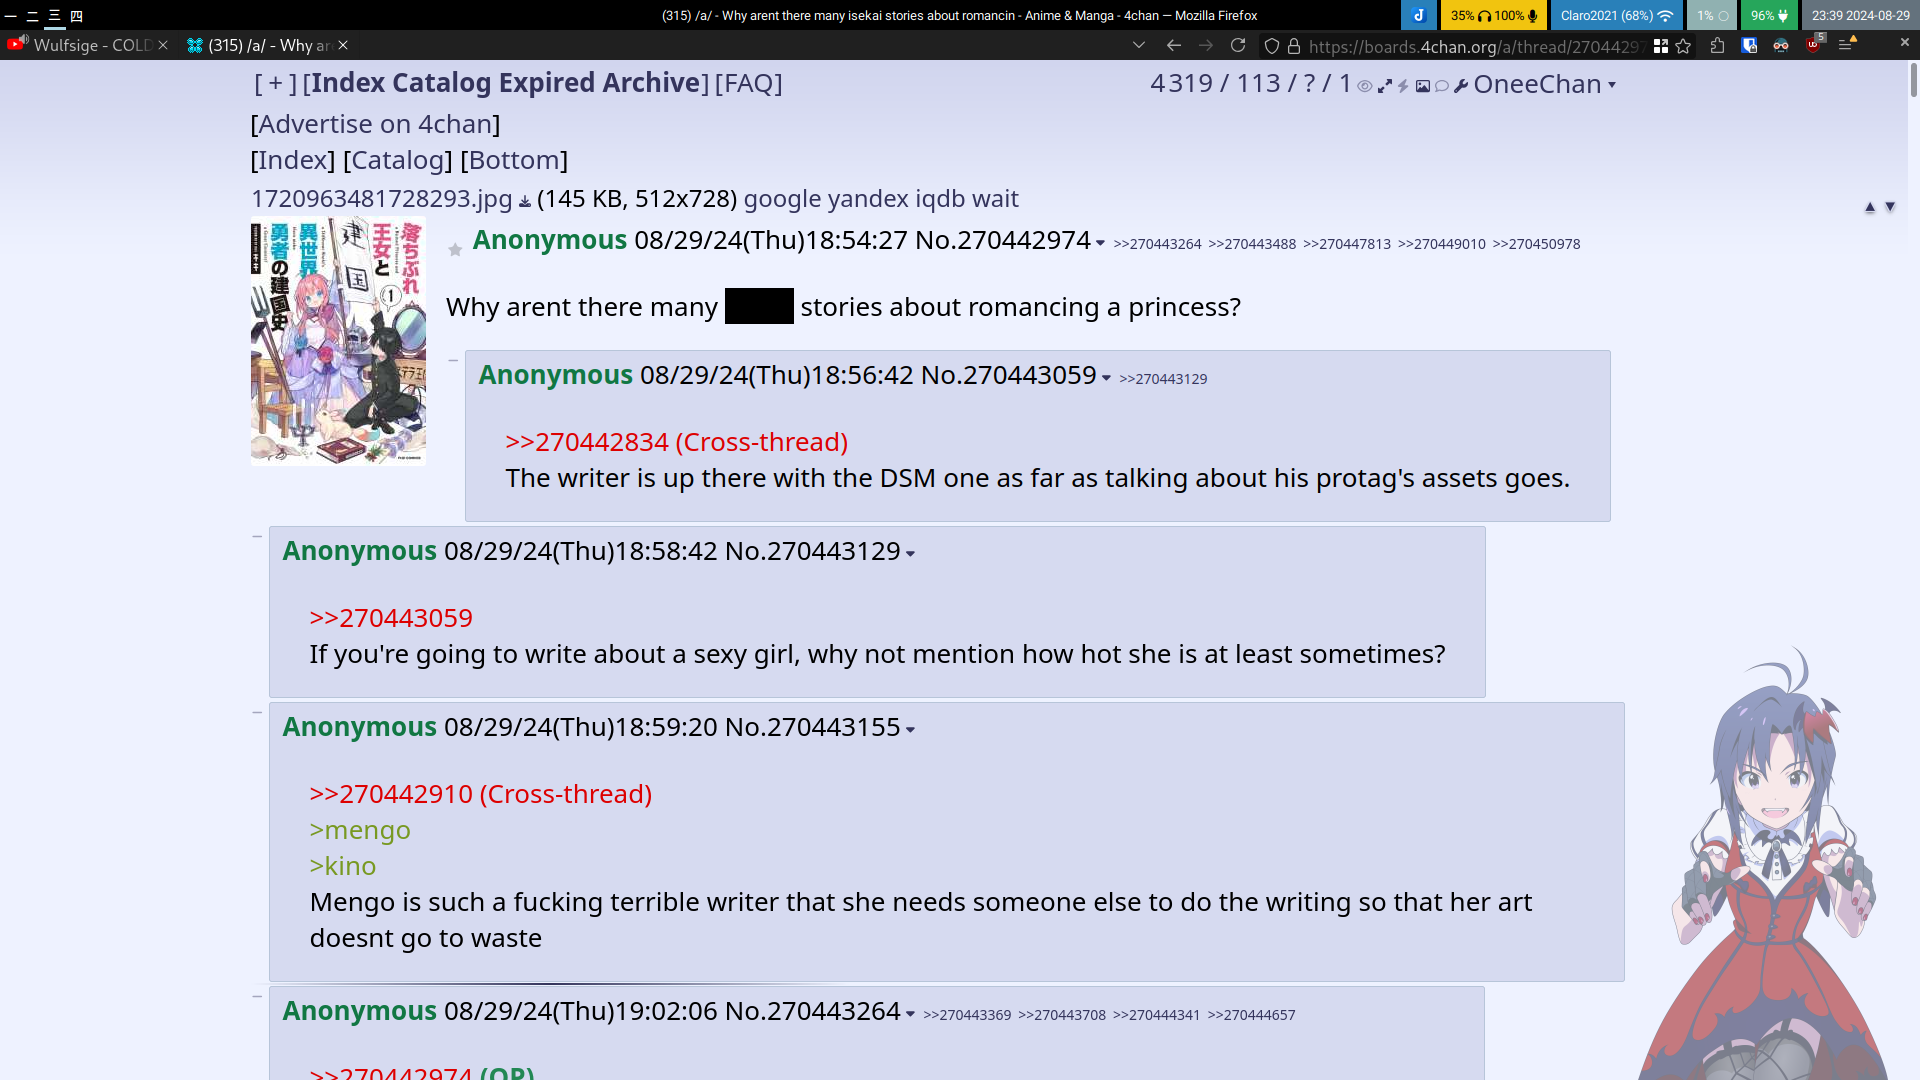 一 二 三 四
(315) /a/ - Why arent there many isekai stories about romancin - Anime & Manga - 4chan — Mozilla Firefox
35% 100% Claro2021 (68%) 1% 96% 23:39 2024-08-29
Wulfsige - COLD (315) /a/ - Why ar https://boards.4chan.org/a/thread/27044297 5
[ + ] [Index Catalog Expired Archive] [FAQ] 4 319 / 113 / ? / 1 OneeChan
[Advertise on 4chan]
[Index] [Catalog] [Bottom]
1720963481728293.jpg (145 KB, 512x728) google yandex iqdb wait
落ちぶれ
王女と
異世界
勇者の建国史
建国
1
Anonymous 08/29/24(Thu)18:54:27 No.270442974 >>270443264 >>270443488 >>270447813 >>270449010 >>270450978
Why arent there many stories about romancing a princess?
Anonymous 08/29/24(Thu)18:56:42 No.270443059 >>270443129
>>270442834 (Cross-thread)
The writer is up there with the DSM one as far as talking about his protag's assets goes.
Anonymous 08/29/24(Thu)18:58:42 No.270443129
>>270443059
If you're going to write about a sexy girl, why not mention how hot she is at least sometimes?
Anonymous 08/29/24(Thu)18:59:20 No.270443155
>>270442910 (Cross-thread)
>mengo
>kino
Mengo is such a fucking terrible writer that she needs someone else to do the writing so that her art
doesnt go to waste
Anonymous 08/29/24(Thu)19:02:06 No.270443264 >>270443369 >>270443708 >>270444341 >>270444657
>>270442974 (OP)